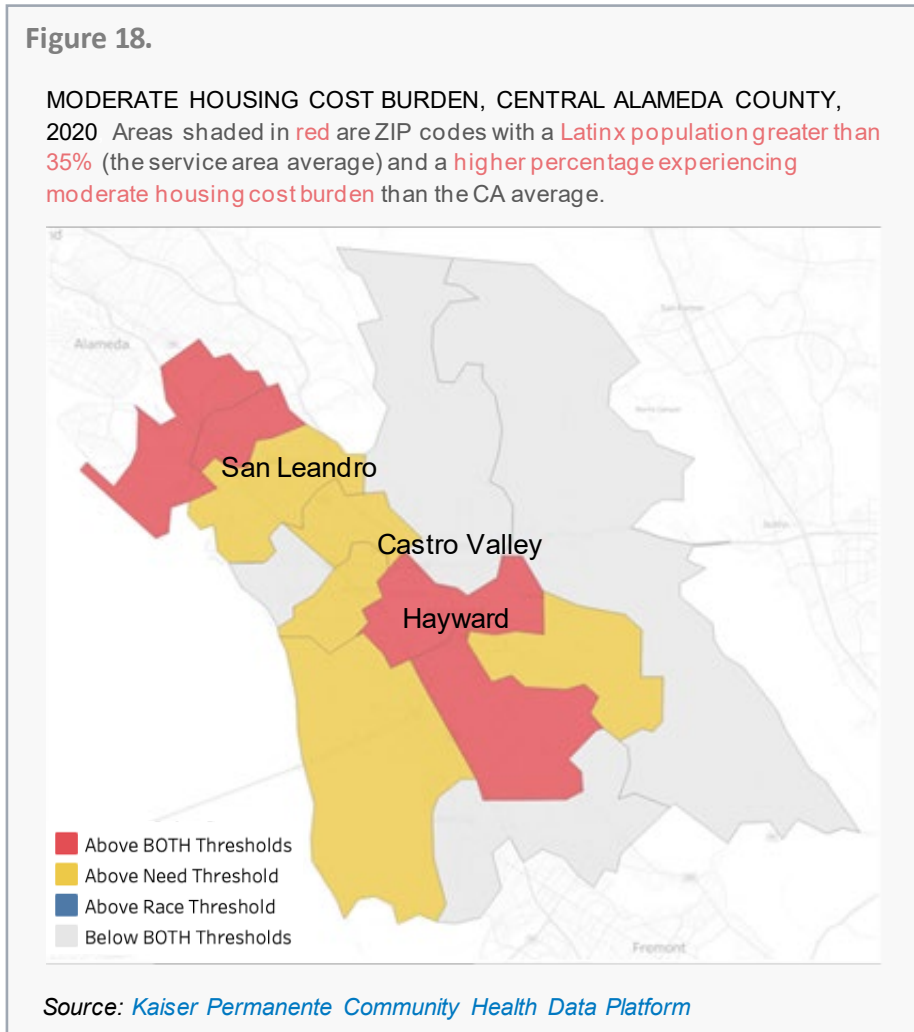 Figure 18.
MODERATE HOUSING COST BURDEN, CENTRAL ALAMEDA COUNTY,
2020 Areas shaded in red are ZIP codes with a Latinx population greater than
35% (the service area average) and a higher percentage experiencing
moderate housing cost burden than the CA average.
Alameda
San Leandro
Castro Valley
Hayward
Above BOTH Thresholds
Above Need Threshold
Above Race Threshold
Below BOTH Thresholds
Fremont
Source: Kaiser Permanente Community Health Data Platform